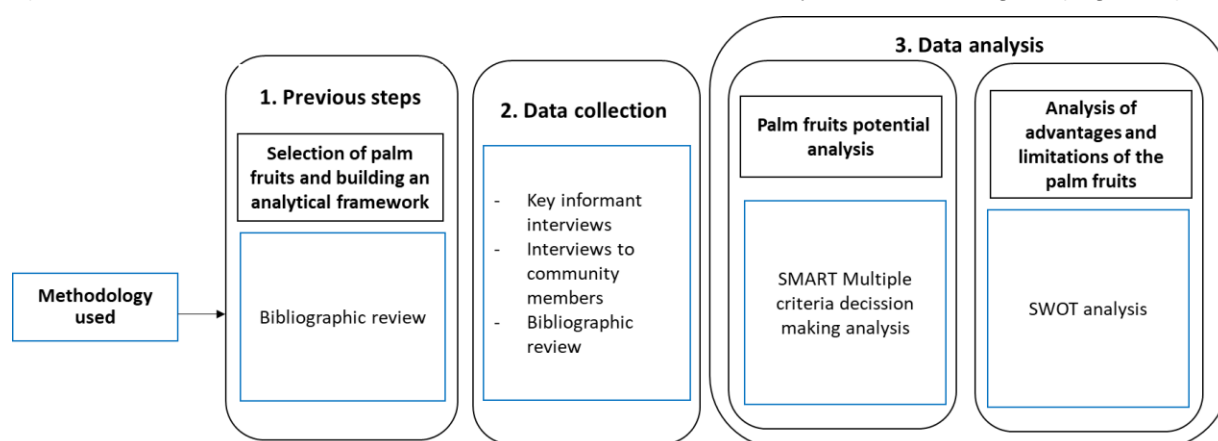 3. Data analysis
1. Previous steps
Selection of palm
fruits and building an
analytical framework
Bibliographic review
2. Data collection
- Key informant
interviews
- Interviews to
community
members
- Bibliographic
review
Palm fruits potential
analysis
SMART Multiple
criteria decission
making analysis
Analysis of
advantages and
limitations of the
palm fruits
SWOT analysis
Methodology
used